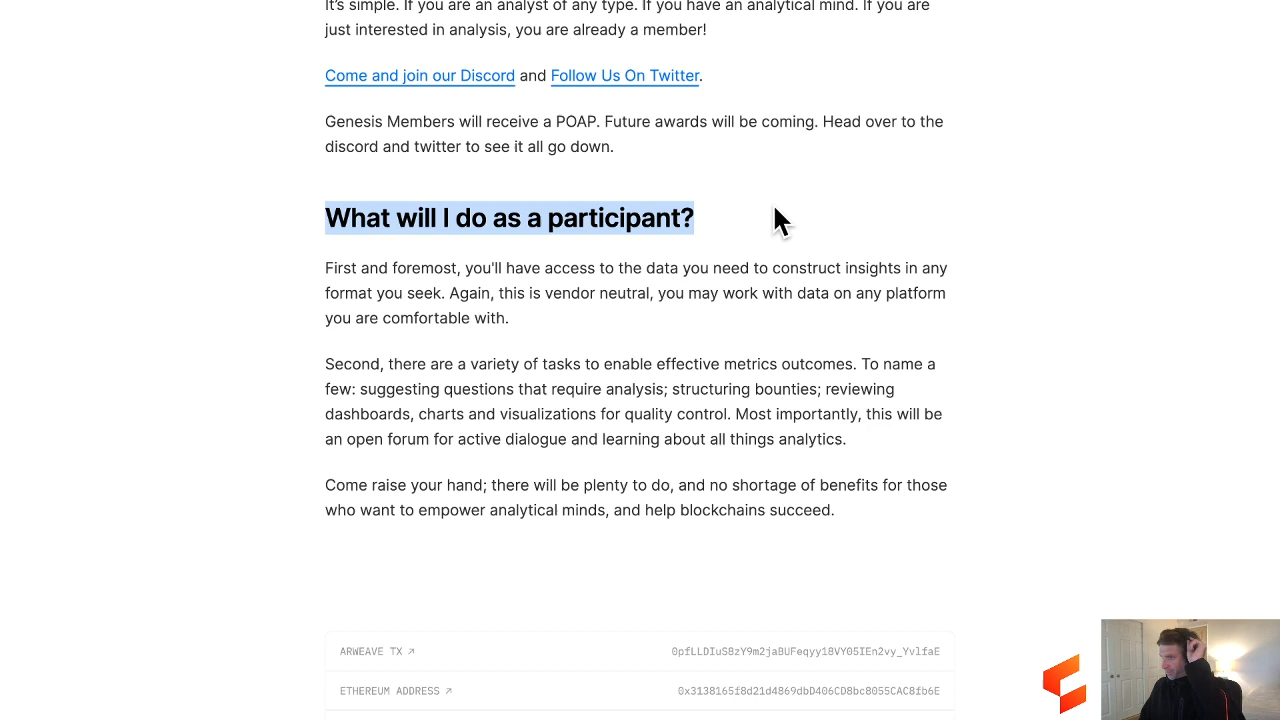 It's simple. If you are an analyst of any type. If you have an analytical mind. If you are
just interested in analysis, you are already a member!
Come and join our Discord and Follow Us On Twitter.
Genesis Members will receive a POAP. Future awards will be coming. Head over to the
discord and twitter to see it all go down.
What will I do as a participant?
First and foremost, you'll have access to the data you need to construct insights in any
format you seek. Again, this is vendor neutral, you may work with data on any platform
you are comfortable with.
Second, there are a variety of tasks to enable effective metrics outcomes. To name a
few: suggesting questions that require analysis; structuring bounties; reviewing
dashboards, charts and visualizations for quality control. Most importantly, this will be
an open forum for active dialogue and learning about all things analytics.
Come raise your hand; there will be plenty to do, and no shortage of benefits for those
who want to empower analytical minds, and help blockchains succeed.
ARWEAVE TX ↗ 0pfLLDIuS8zY9m2jaBUFeqyy18VY05IEn2vy_YvlfaE
ETHEREUM ADDRESS ↗ 0x3138165f8d21d4869dbD406CD8bc8055CAC8fb6E